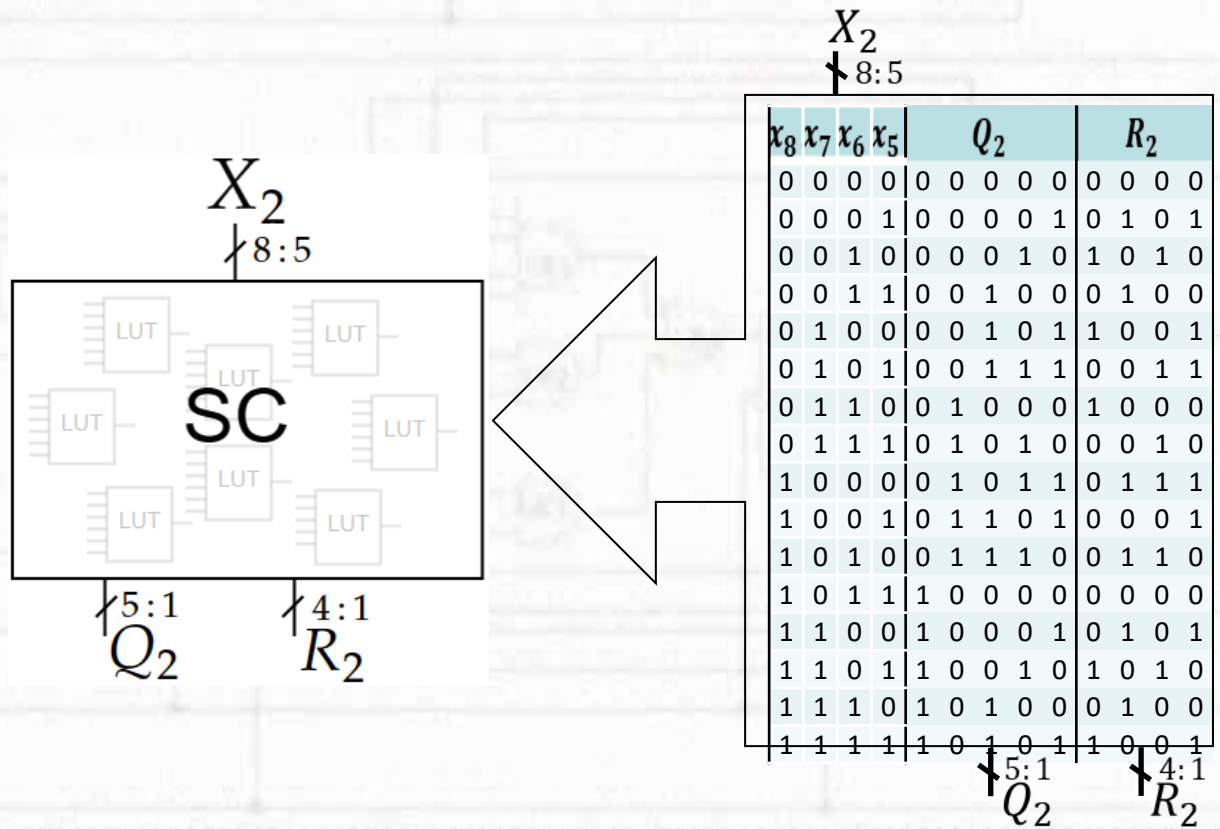 X₂
8:5
LUT
LUT
LUT
LUT
SC
LUT
LUT
LUT
LUT
5:1
4:1
Q₂
R₂
X₂
8:5
x₈ x₇ x₆ x₅ Q₂ R₂
0 0 0 0 0 0 0 0 0 0 0 0 0
0 0 0 1 0 0 0 0 1 0 1 0 1
0 0 1 0 0 0 0 1 0 1 0 1 0
0 0 1 1 0 0 1 0 0 0 1 0 0
0 1 0 0 0 0 1 0 1 1 0 0 1
0 1 0 1 0 0 1 1 1 0 0 1 1
0 1 1 0 0 1 0 0 0 1 0 0 0
0 1 1 1 0 1 0 1 0 0 0 1 0
1 0 0 0 0 1 0 1 1 0 1 1 1
1 0 0 1 0 1 1 0 1 0 0 0 1
1 0 1 0 0 1 1 1 0 0 1 1 0
1 0 1 1 1 0 0 0 0 0 0 0 0
1 1 0 0 1 0 0 0 1 0 1 0 1
1 1 0 1 1 0 0 1 0 1 0 1 0
1 1 1 0 1 0 1 0 0 0 1 0 0
1 1 1 1 1 0 1 0 1 1 0 0 1
5:1
4:1
Q₂
R₂